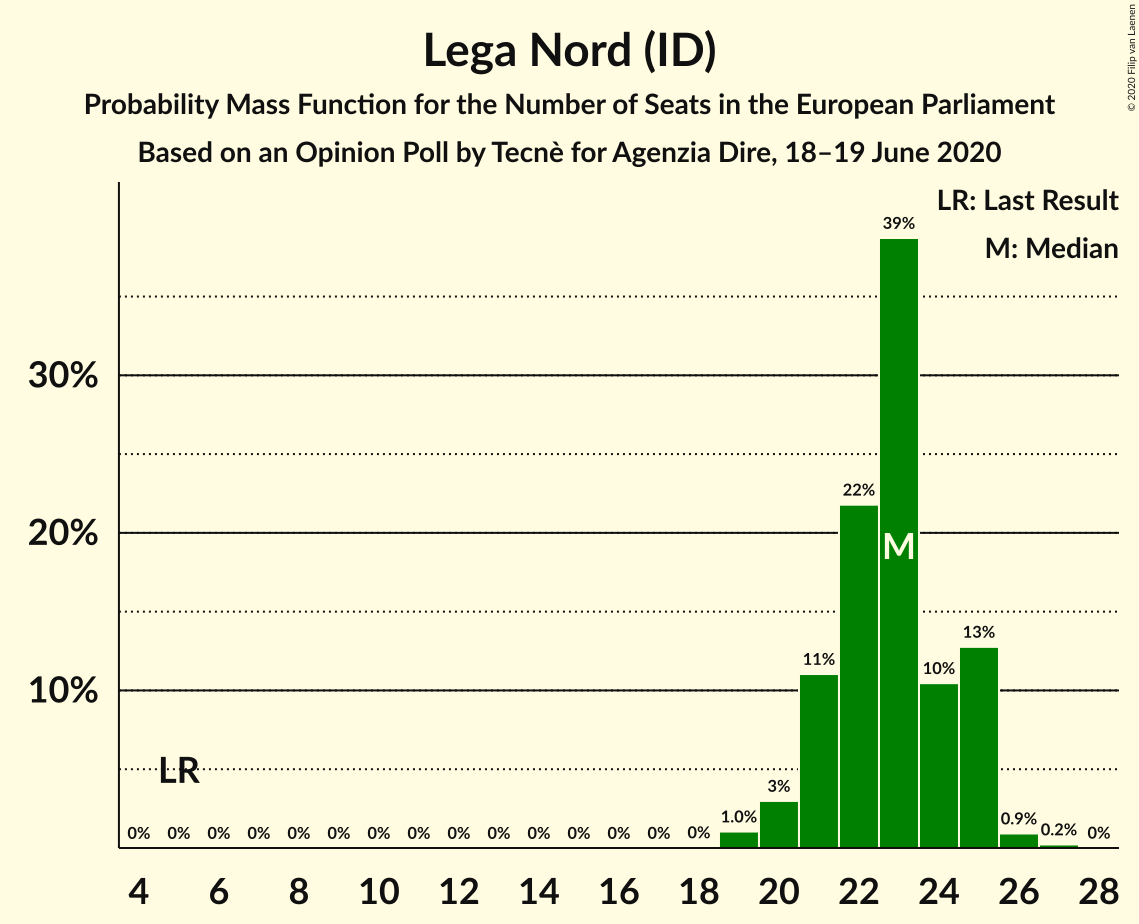 Lega Nord (ID)
Probability Mass Function for the Number of Seats in the European Parliament
Based on an Opinion Poll by Tecnè for Agenzia Dire, 18–19 June 2020
© 2020 Filip van Laenen
LR: Last Result
M: Median
39%
30%
22%
20%
M
13%
11%
10%
10%
LR
3%
0% 0% 0% 0% 0% 0% 0% 0% 0% 0% 0% 0% 0% 0% 0% 1.0% 0.9% 0.2% 0%
4 6 8 10 12 14 16 18 20 22 24 26 28